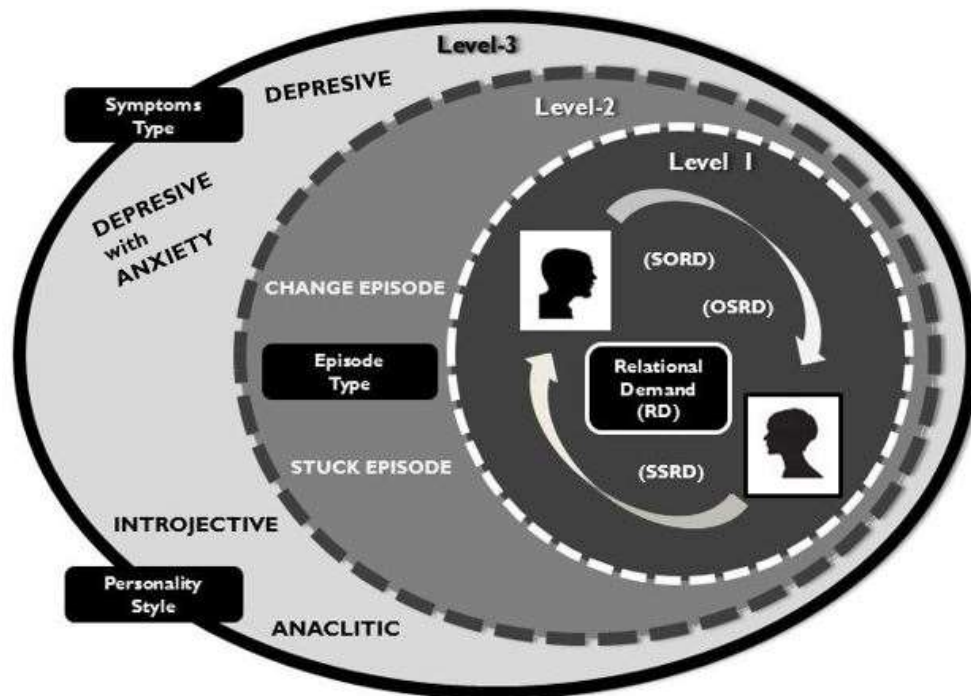 Level-3
DEPRESIVE
Symptoms
Type
Level-2
Level 1
DEPRESIVE
with
ANXIETY
(SORD)
CHANGE EPISODE
(OSRD)
Episode
Type
Relational
Demand
(RD)
STUCK EPISODE
(SSRD)
INTROJECTIVE
Personality
Style
ANACLITIC